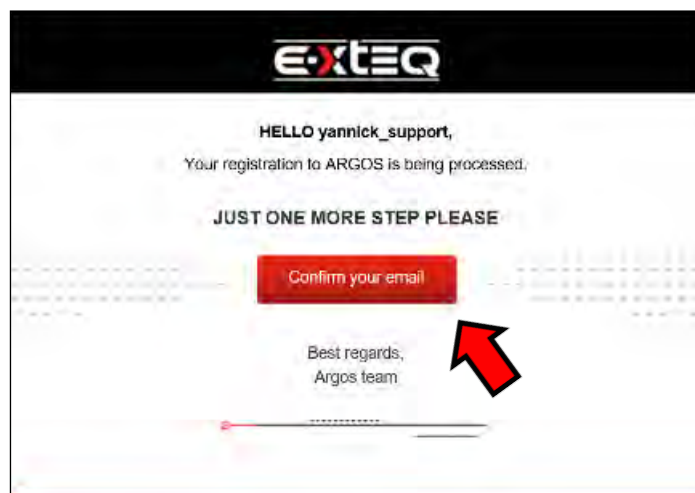 E·XTEQ
HELLO yannick_support,
Your registration to ARGOS is being processed.
JUST ONE MORE STEP PLEASE
Confirm your email
Best regards,
Argos team